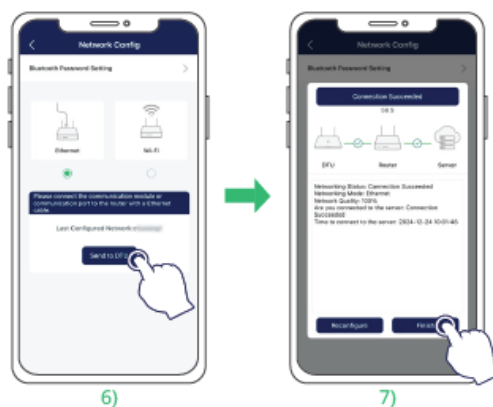 Network Config
Bluetooth Password Setting
Ethernet
Wi-Fi
Please connect the communication module or
communication port to the router with a Ethernet
cable
Last Configured Network:
Send to DTU
6)
Network Config
Bluetooth Password Setting
Connection Succeeded
DTU
Router
Server
Networking Status: Connection Succeeded
Networking Mode: Ethernet
Network Quality: 100%
Are you connected to the server: Connection
Succeeded
Time to connect to the server: 2024-12-24 10:01:46
Reconfigure
Finish
7)